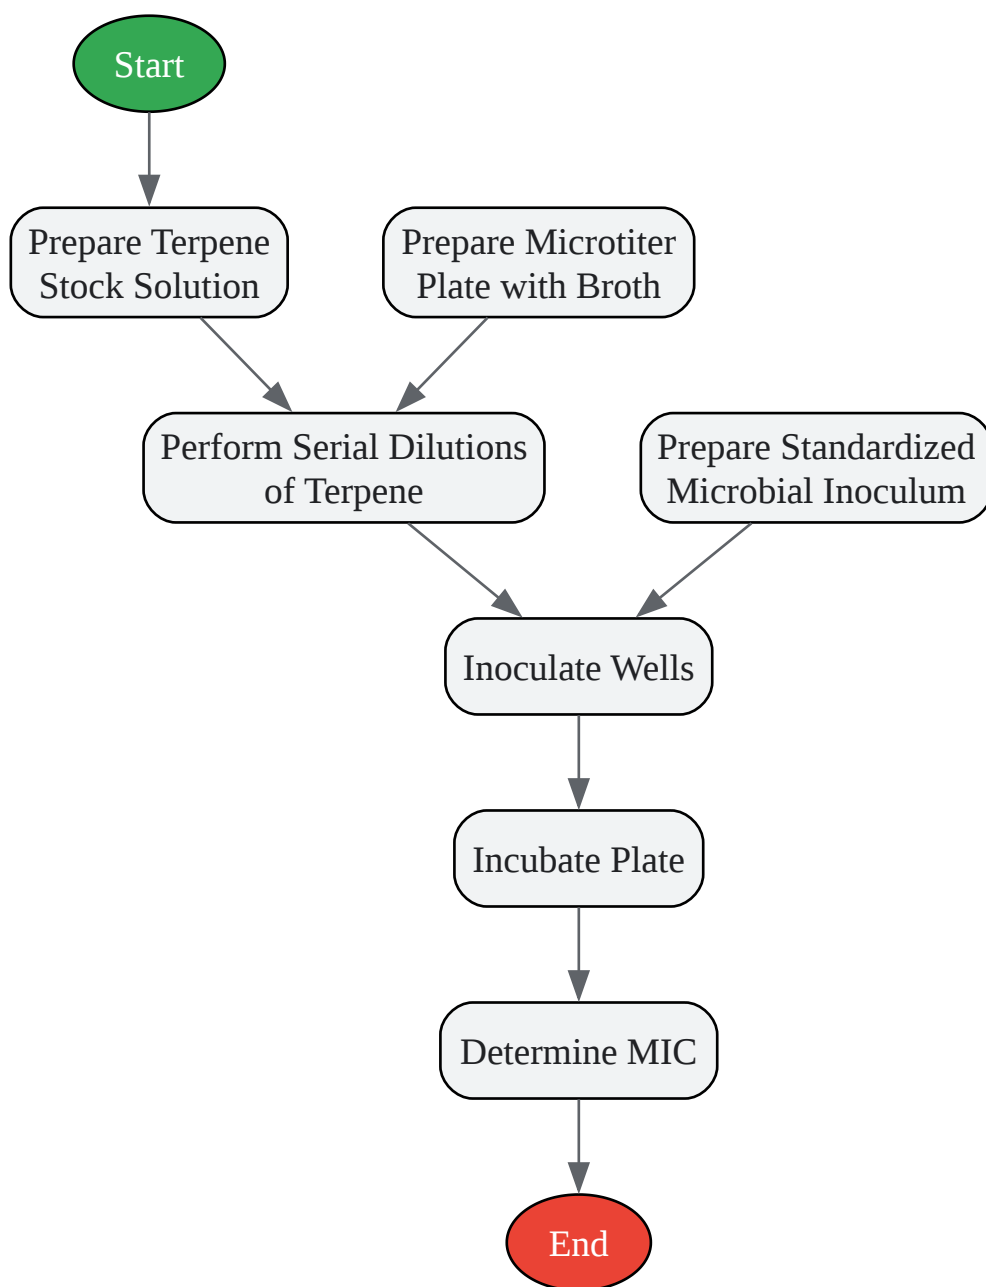 Start
Prepare Terpene
Stock Solution
Prepare Microtiter
Plate with Broth
Perform Serial Dilutions
of Terpene
Prepare Standardized
Microbial Inoculum
Inoculate Wells
Incubate Plate
Determine MIC
End